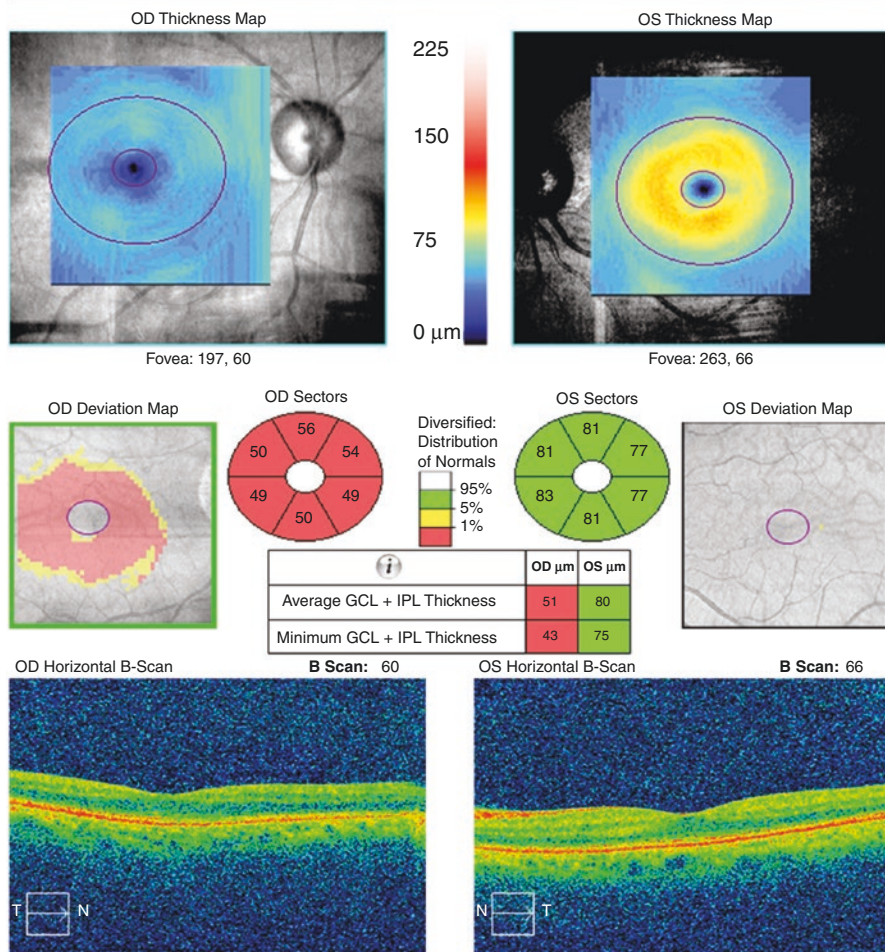 OD Thickness Map
OS Thickness Map
225
150
75
0 μm
Fovea: 197, 60
Fovea: 263, 66
OD Deviation Map
OD Sectors
56
50
54
49
49
50
Diversified:
Distribution
of Normals
95%
5%
1%
OS Sectors
81
81
77
83
77
81
OS Deviation Map
i
OD μm
OS μm
Average GCL + IPL Thickness
51
80
Minimum GCL + IPL Thickness
43
75
OD Horizontal B-Scan
B Scan: 60
OS Horizontal B-Scan
B Scan: 66
T
N
N
T